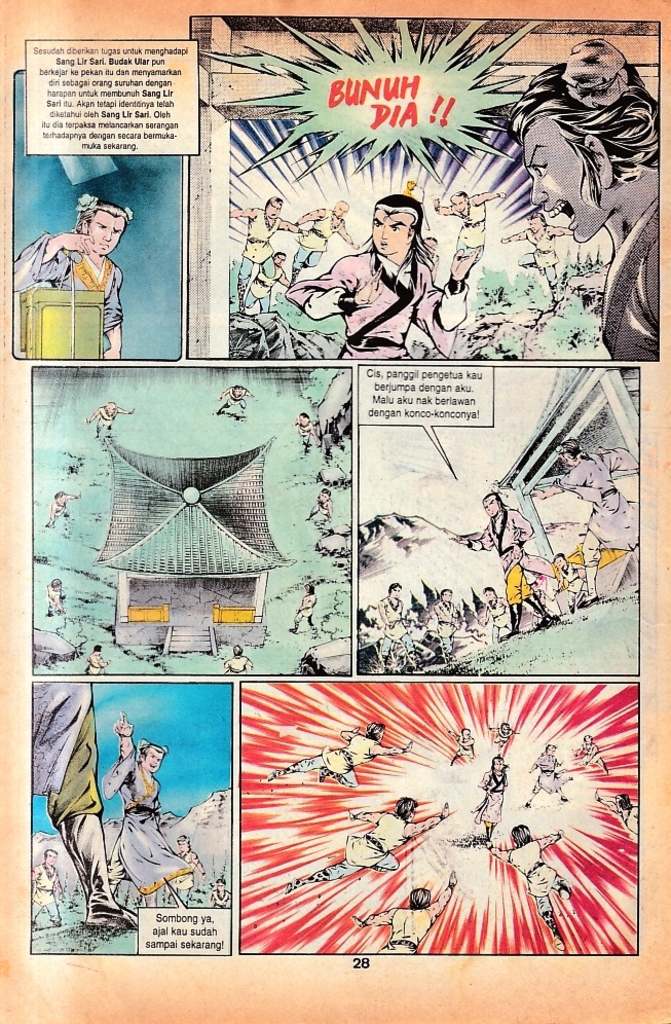 Sesudah diberikan tugas untuk menghadapi
Sang Lir Sari. Budak Ular pun
berkejar ke pekan itu dan menyamarkan
diri sebagai orang suruhan dengan
harapan untuk membunuh Sang Lir
Sari itu. Akan tetapi identitinya telah
diketahui oleh Sang Lir Sari. Oleh
itu dia terpaksa melancarkan serangan
terhadapnya dengan secara bermuka-
muka sekarang.
BUNUH
DIA !!
Cis, panggil pengetua kau
berjumpa dengan aku.
Malu aku nak berlawan
dengan konco-konconya!
Sombong ya,
ajal kau sudah
sampai sekarang!
28